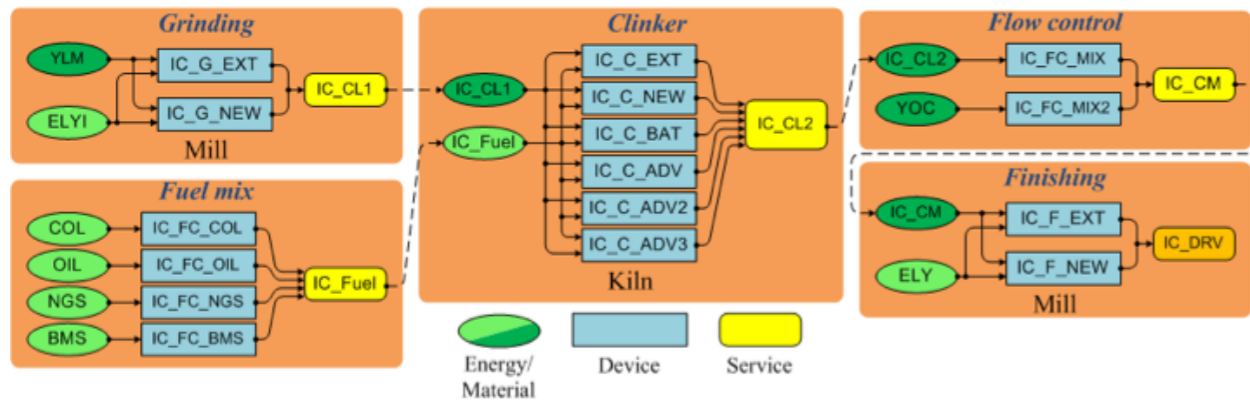 Grinding
YLM
ELYI
IC_G_EXT
IC_G_NEW
IC_CL1
Mill
Fuel mix
COL
OIL
NGS
BMS
IC_FC_COL
IC_FC_OIL
IC_FC_NGS
IC_FC_BMS
IC_Fuel
Clinker
IC_CL1
IC_Fuel
IC_C_EXT
IC_C_NEW
IC_C_BAT
IC_C_ADV
IC_C_ADV2
IC_C_ADV3
IC_CL2
Kiln
Flow control
IC_CL2
YOC
IC_FC_MIX
IC_FC_MIX2
IC_CM
Finishing
IC_CM
ELY
IC_F_EXT
IC_F_NEW
IC_DRV
Mill
Energy/
Material
Device
Service